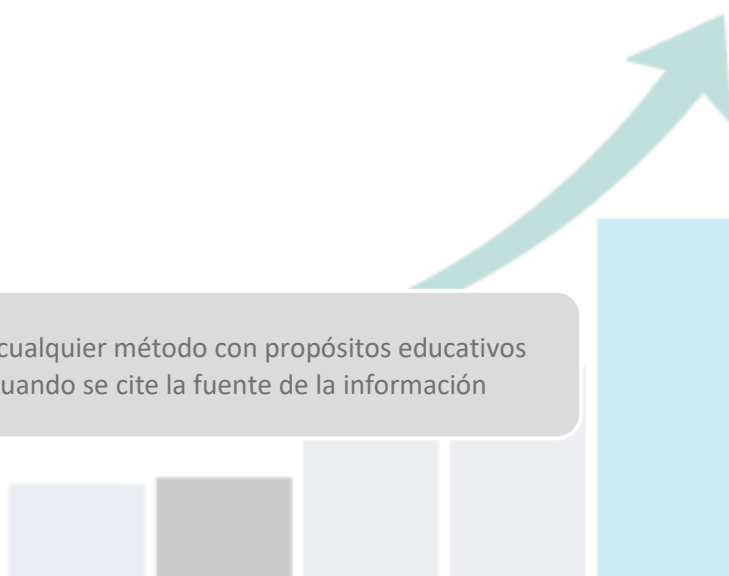 cualquier método con propósitos educativos
uando se cite la fuente de la información